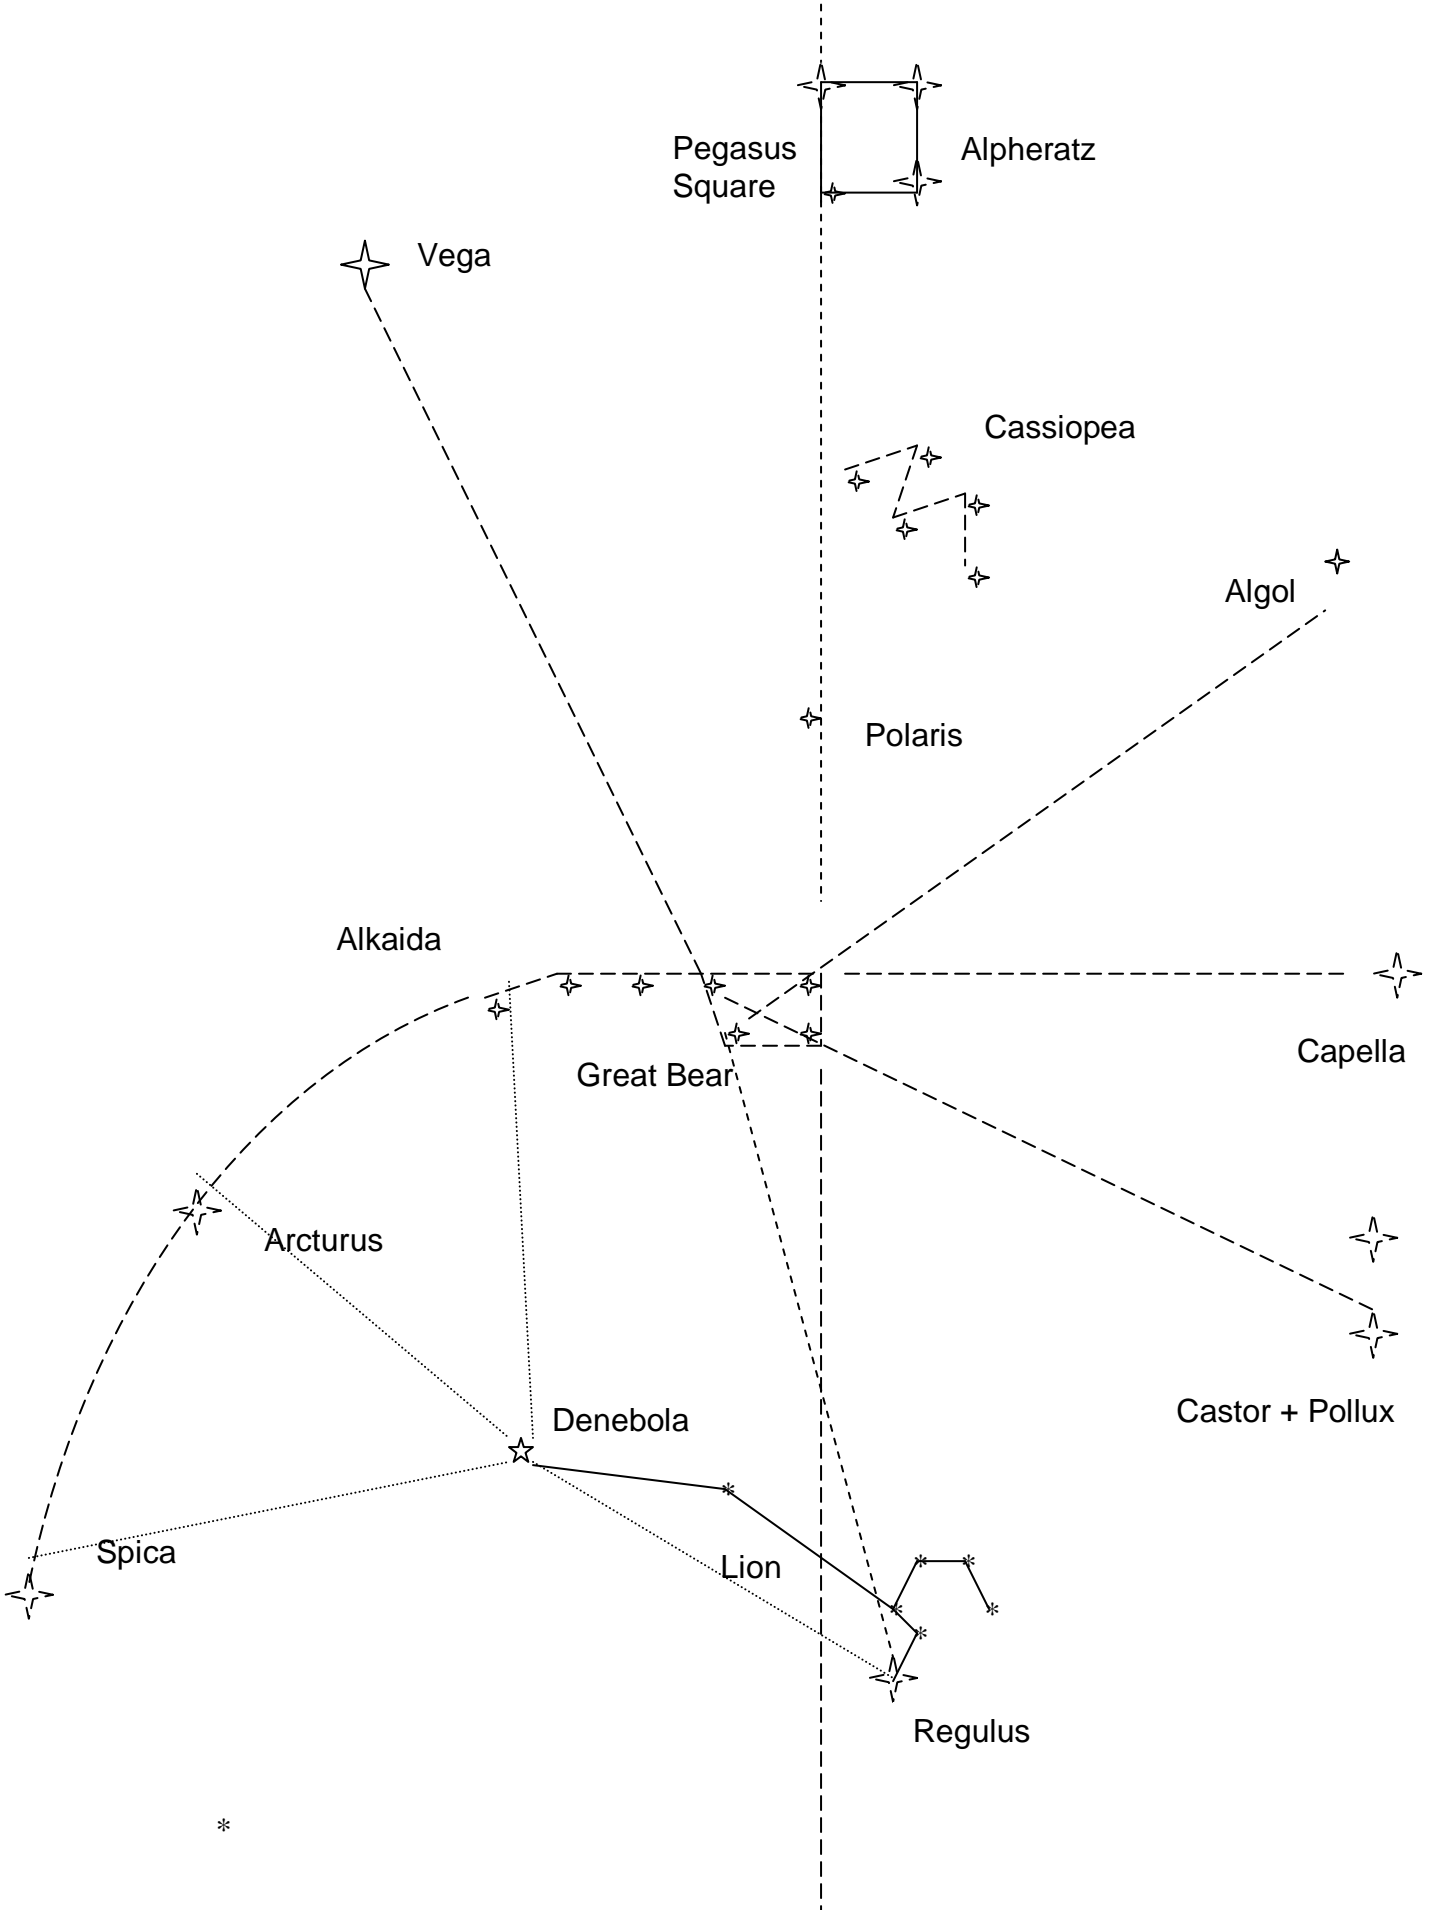 Pegasus
Square
Alpheratz
Vega
Cassiopea
Algol
Polaris
Alkaida
Capella
Great Bear
Arcturus
Castor + Pollux
Denebola
Spica
Lion
Regulus